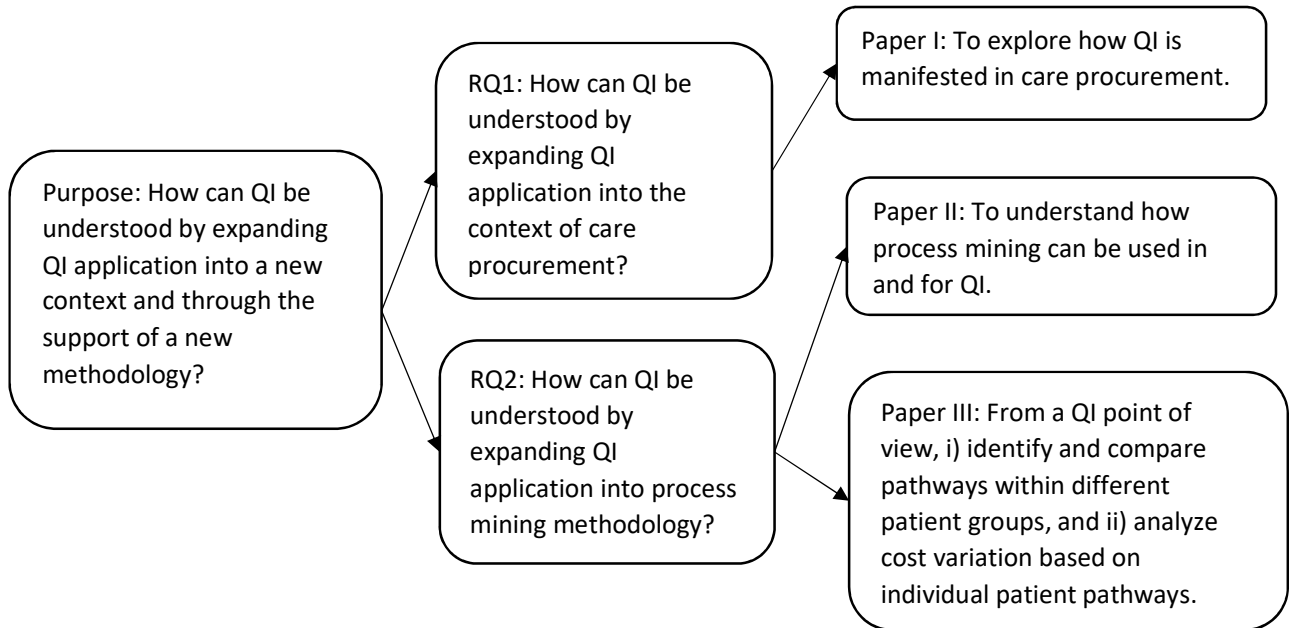 Purpose: How can QI be
understood by expanding
QI application into a new
context and through the
support of a new
methodology?
RQ1: How can QI be
understood by
expanding QI
application into the
context of care
procurement?
RQ2: How can QI be
understood by
expanding QI
application into process
mining methodology?
Paper I: To explore how QI is
manifested in care procurement.
Paper II: To understand how
process mining can be used in
and for QI.
Paper III: From a QI point of
view, i) identify and compare
pathways within different
patient groups, and ii) analyze
cost variation based on
individual patient pathways.